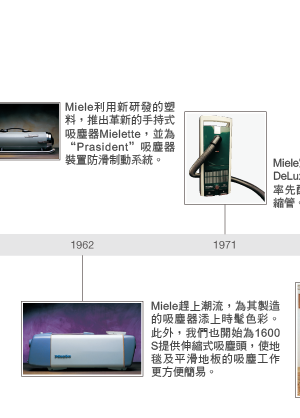 Miele利用新研發的塑
料，推出革新的手持式
吸塵器Mielette，並為
“Prasident”吸塵器
裝置防滑制動系統。
Miele
DeLux
率先
縮管。
1962
1971
Miele趕上潮流，為其製造
的吸塵器添上時髦色彩。
此外，我們也開始為1600
S提供伸縮式吸塵頭，使地
毯及平滑地板的吸塵工作
更方便簡易。